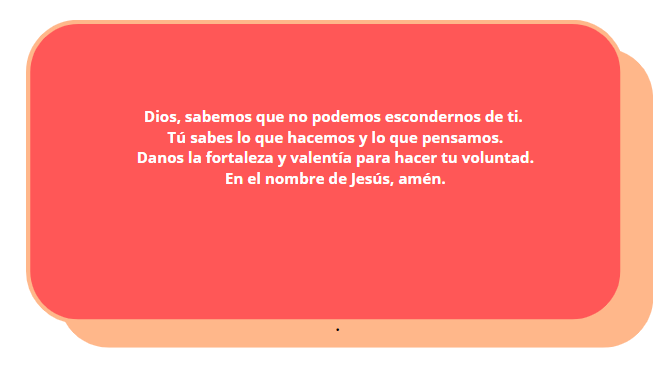 Dios, sabemos que no podemos escondernos de ti.
Tú sabes lo que hacemos y lo que pensamos.
Danos la fortaleza y valentía para hacer tu voluntad.
En el nombre de Jesús, amén.
.